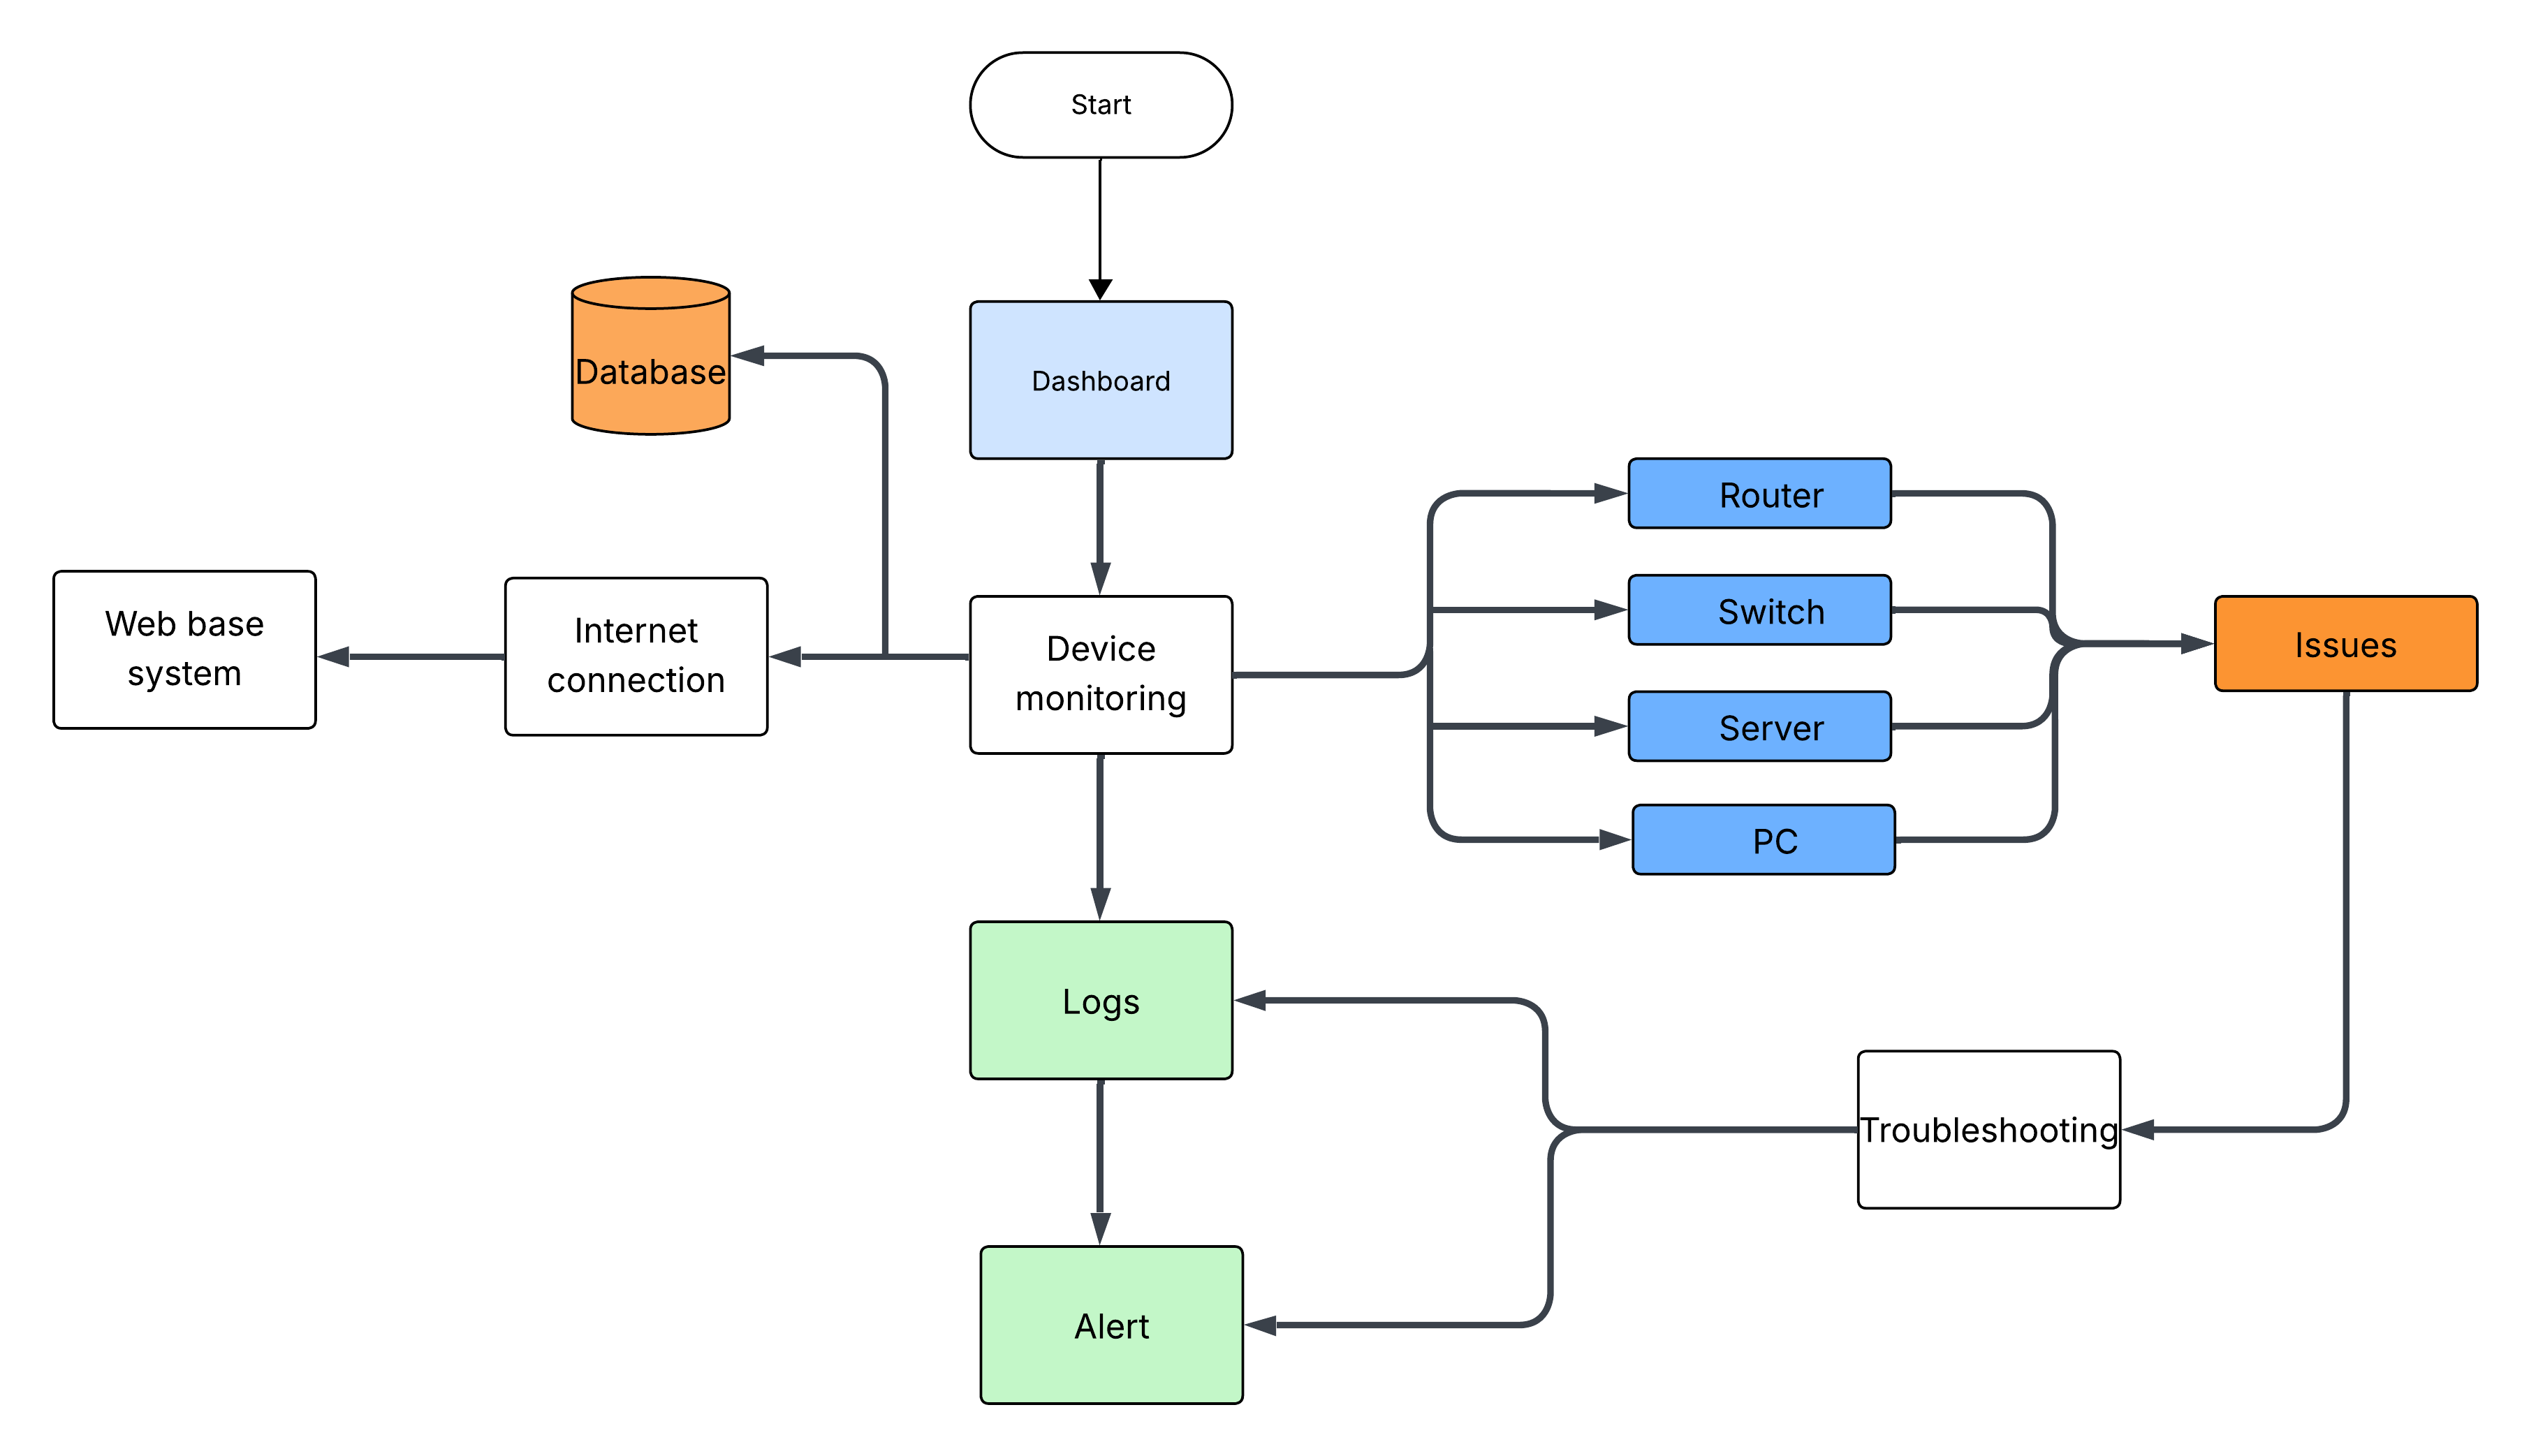 Start
Database
Dashboard
Router
Web base
system
Internet
connection
Device
monitoring
Switch
Issues
Server
PC
Logs
Troubleshooting
Alert